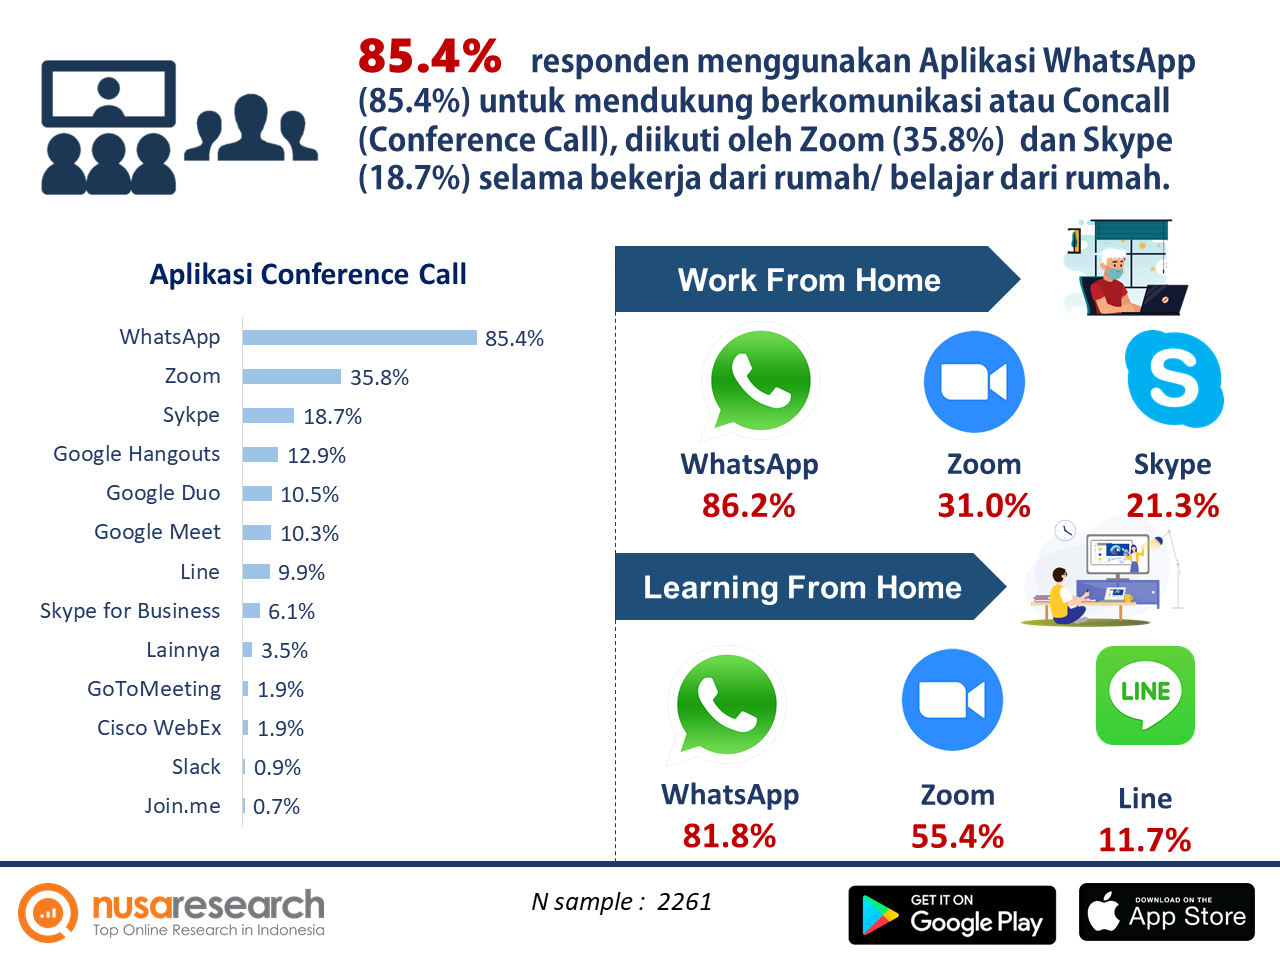 85.4% responden menggunakan Aplikasi WhatsApp
(85.4%) untuk mendukung berkomunikasi atau Concall
(Conference Call), diikuti oleh Zoom (35.8%) dan Skype
(18.7%) selama bekerja dari rumah/ belajar dari rumah.
Aplikasi Conference Call
WhatsApp 85.4%
Zoom 35.8%
Sykpe 18.7%
Google Hangouts 12.9%
Google Duo 10.5%
Google Meet 10.3%
Line 9.9%
Skype for Business 6.1%
Lainnya 3.5%
GoToMeeting 1.9%
Cisco WebEx 1.9%
Slack 0.9%
Join.me 0.7%
Work From Home
WhatsApp Zoom Skype
86.2% 31.0% 21.3%
Learning From Home
LINE
WhatsApp Zoom Line
81.8% 55.4% 11.7%
nusaresearch
Top Online Research in Indonesia
N sample : 2261
GET IT ON
Google Play
DOWNLOAD ON THE
App Store